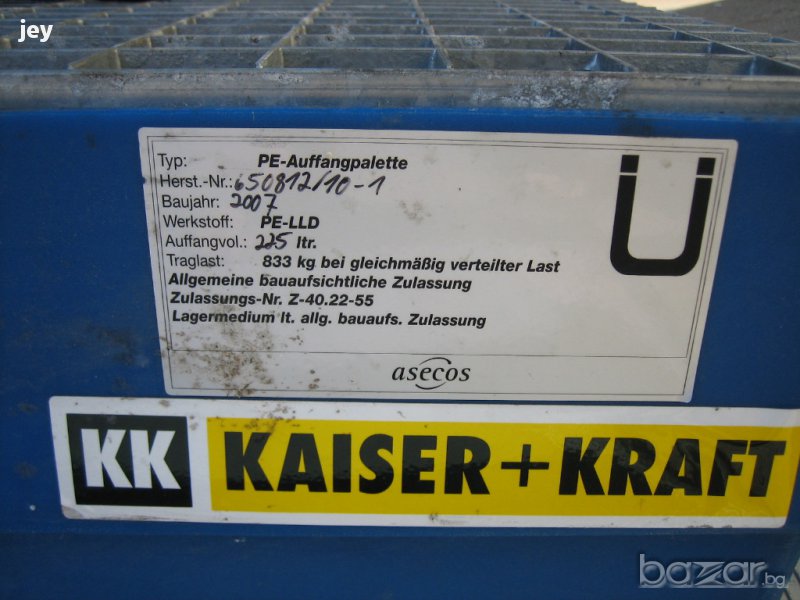 jey
Typ: PE-Auffangpalette
Herst.-Nr.: 650812/10-1
Baujahr: 2007
Werkstoff: PE-LLD
Auffangvol.: 225 ltr.
Traglast: 833 kg bei gleichmäßig verteilter Last
Allgemeine bauaufsichtliche Zulassung
Zulassungs-Nr. Z-40.22-55
Lagermedium lt. allg. bauaufs. Zulassung
Ü
asecos
KK KAISER+KRAFT
bazar.bg